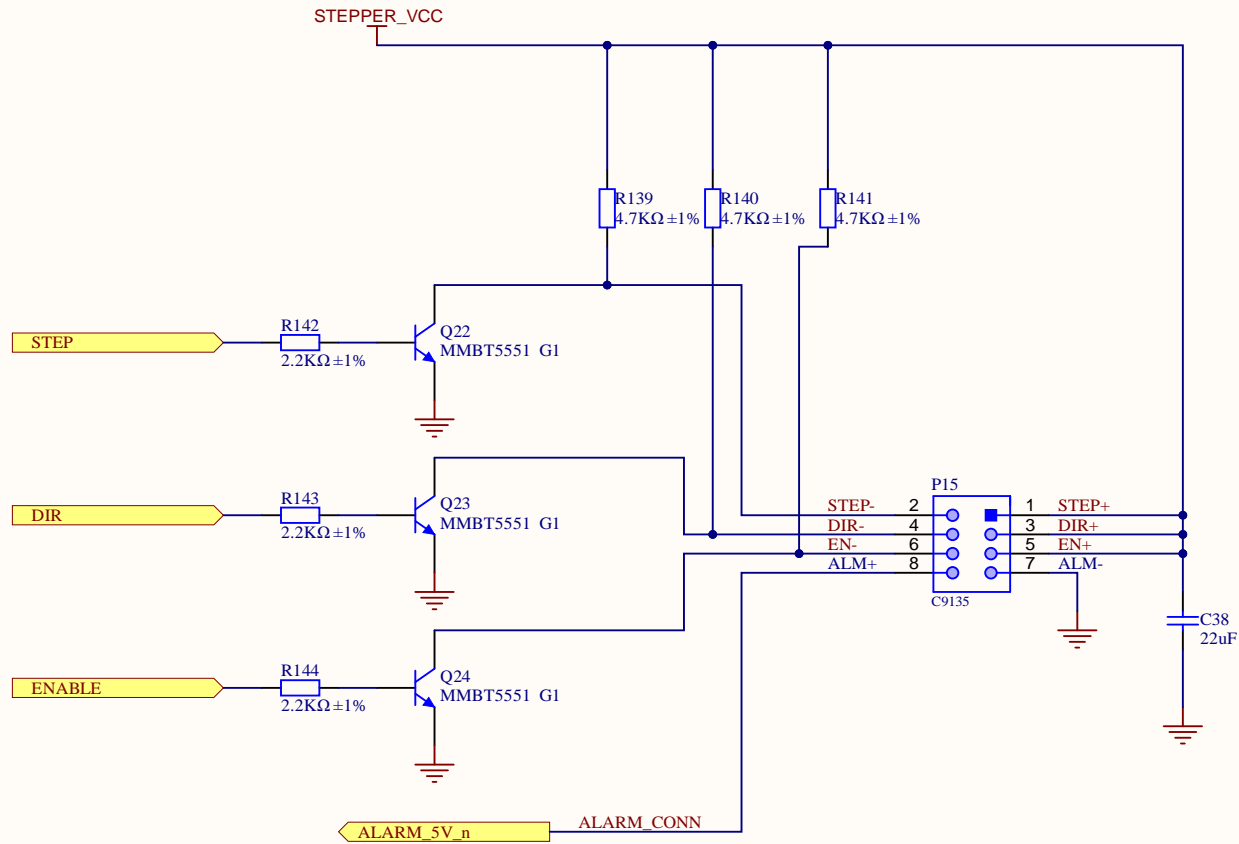 STEPPER_VCC
R139
4.7KΩ±1%
R140
4.7KΩ±1%
R141
4.7KΩ±1%
STEP
R142
2.2KΩ±1%
Q22
MMBT5551 G1
DIR
R143
2.2KΩ±1%
Q23
MMBT5551 G1
P15
STEP- 2 1 STEP+
DIR- 4 3 DIR+
EN- 6 5 EN+
ALM+ 8 7 ALM-
C9135
C38
22uF
ENABLE
R144
2.2KΩ±1%
Q24
MMBT5551 G1
ALARM_5V_n
ALARM_CONN